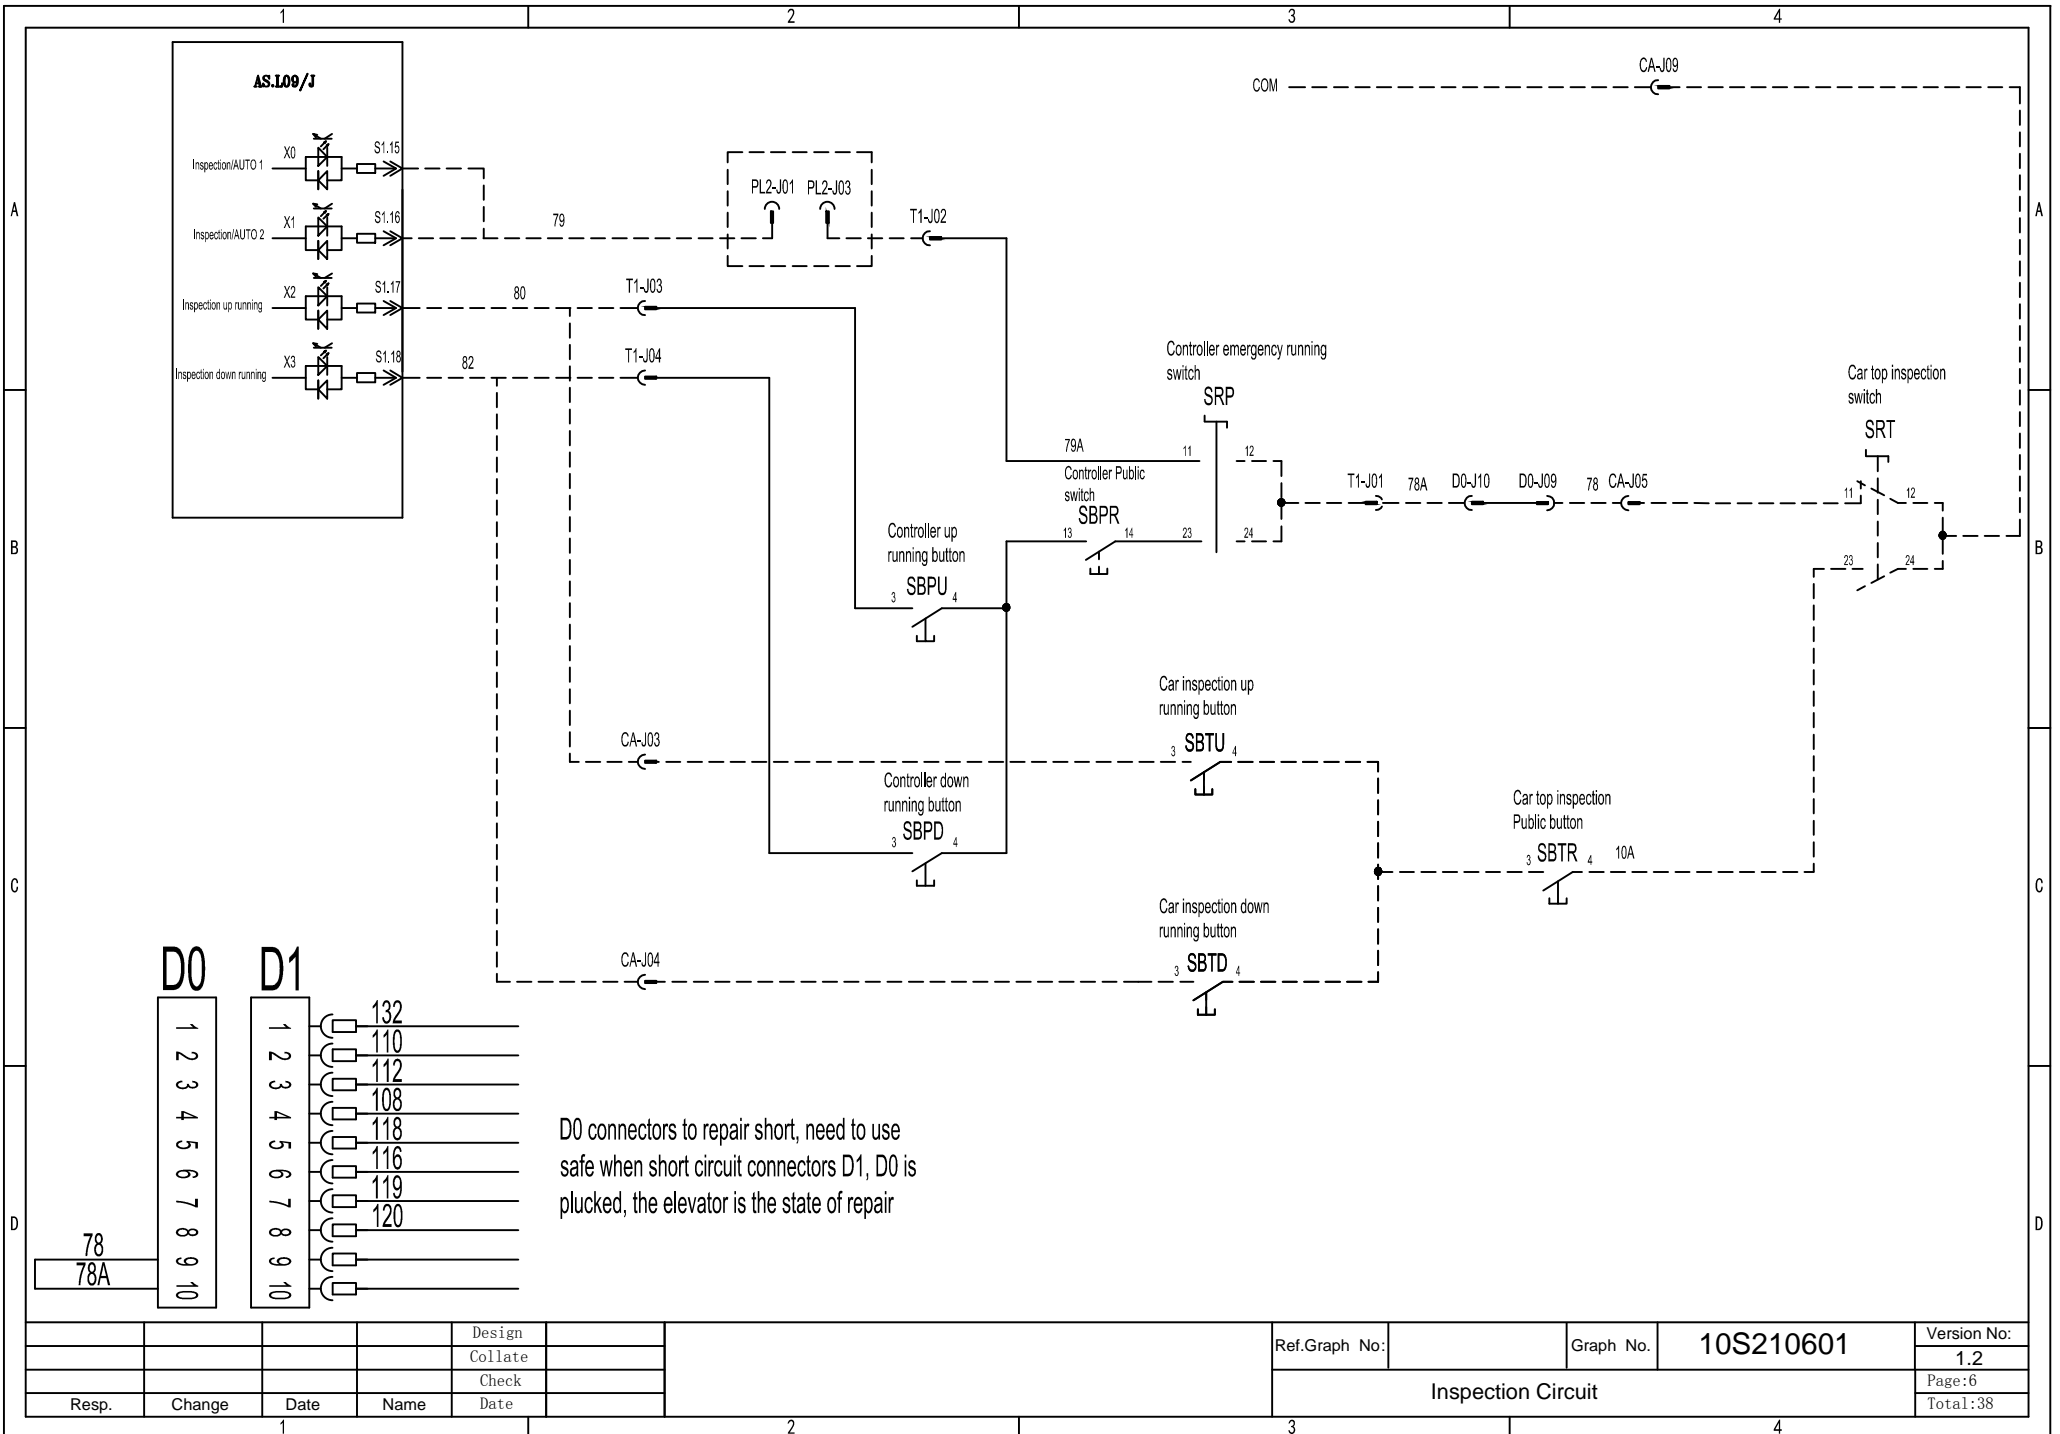 1 2 3 4
A A
B B
C C
D D
1 2 3 4
AS.L09/J
Inspection/AUTO 1 X0 S1.15
Inspection/AUTO 2 X1 S1.16
Inspection up running X2 S1.17
Inspection down running X3 S1.18
79
80
82
PL2-J01 PL2-J03
T1-J02
T1-J03
T1-J04
COM
CA-J09
Controller emergency running
switch
SRP
79A
11 12
Controller Public
switch
SBPR
13 14 23 24
Controller up
running button
SBPU
3 4
T1-J01 78A D0-J10 D0-J09 78 CA-J05
Car top inspection
switch
SRT
11 12
23 24
Car inspection up
running button
CA-J03
3 SBTU 4
Controller down
running button
SBPD
3 4
Car top inspection
Public button
3 SBTR 4 10A
Car inspection down
running button
CA-J04
3 SBTD 4
D0 D1
1 1 132
2 2 110
3 3 112
4 4 108
5 5 118
6 6 116
7 7 119
8 8 120
78 9 9
78A 10 10
D0 connectors to repair short, need to use
safe when short circuit connectors D1, D0 is
plucked, the elevator is the state of repair
Design
Collate
Check
Resp. Change Date Name Date
Ref.Graph No: Graph No. 10S210601 Version No:
1.2
Inspection Circuit
Page:6
Total:38